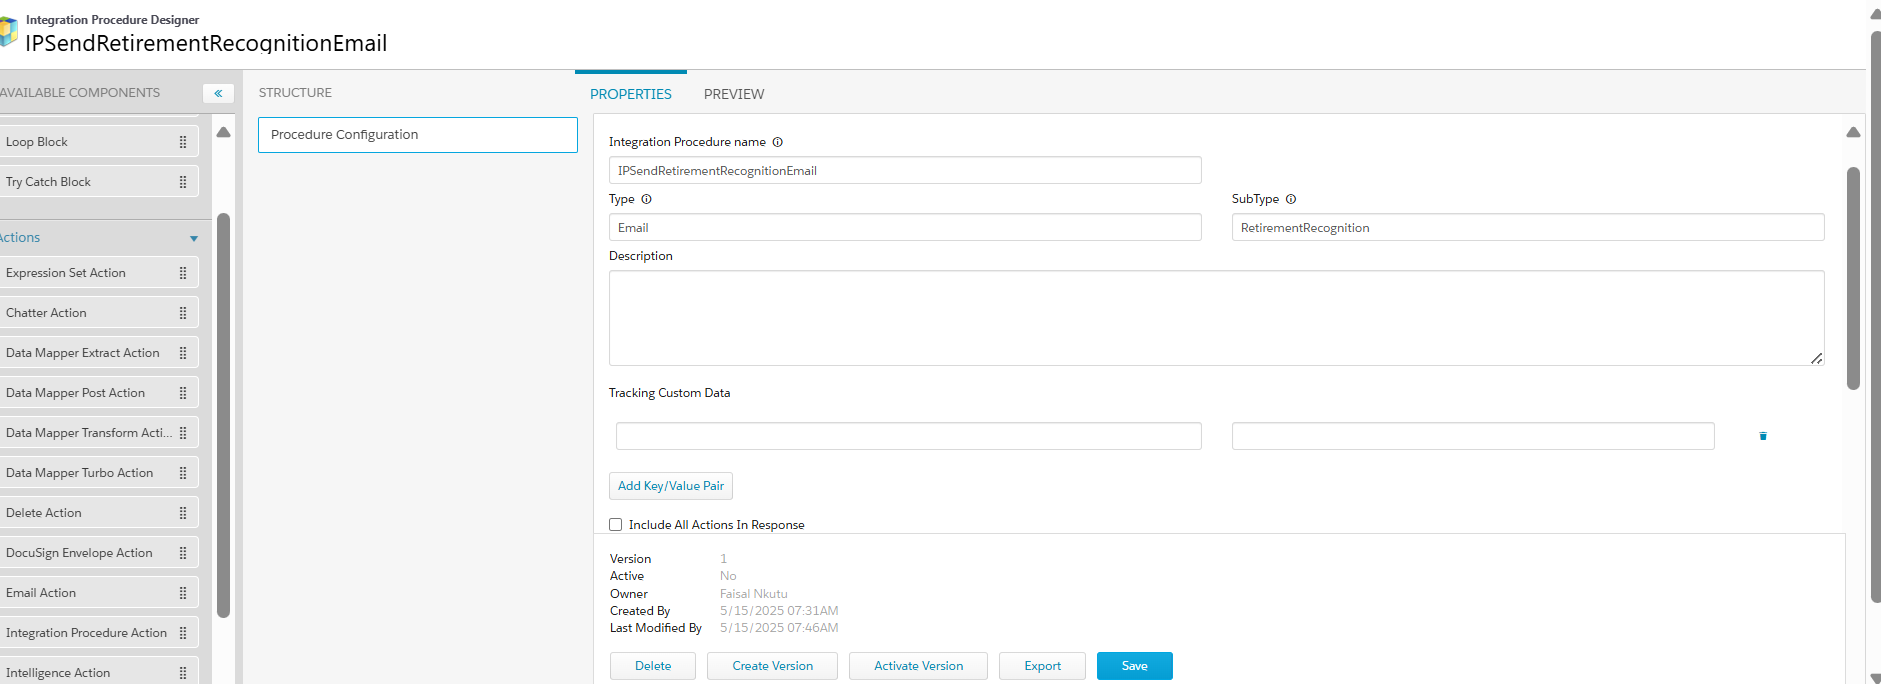 Integration Procedure Designer
IPSendRetirementRecognitionEmail
AVAILABLE COMPONENTS
«
Loop Block
Try Catch Block
Actions
Expression Set Action
Chatter Action
Data Mapper Extract Action
Data Mapper Post Action
Data Mapper Transform Acti...
Data Mapper Turbo Action
Delete Action
DocuSign Envelope Action
Email Action
Integration Procedure Action
Intelligence Action
STRUCTURE
Procedure Configuration
PROPERTIES PREVIEW
Integration Procedure name
IPSendRetirementRecognitionEmail
Type SubType
Email RetirementRecognition
Description
Tracking Custom Data
Add Key/Value Pair
Include All Actions In Response
Version 1
Active No
Owner Faisal Nkutu
Created By 5/15/2025 07:31AM
Last Modified By 5/15/2025 07:46AM
Delete Create Version Activate Version Export Save